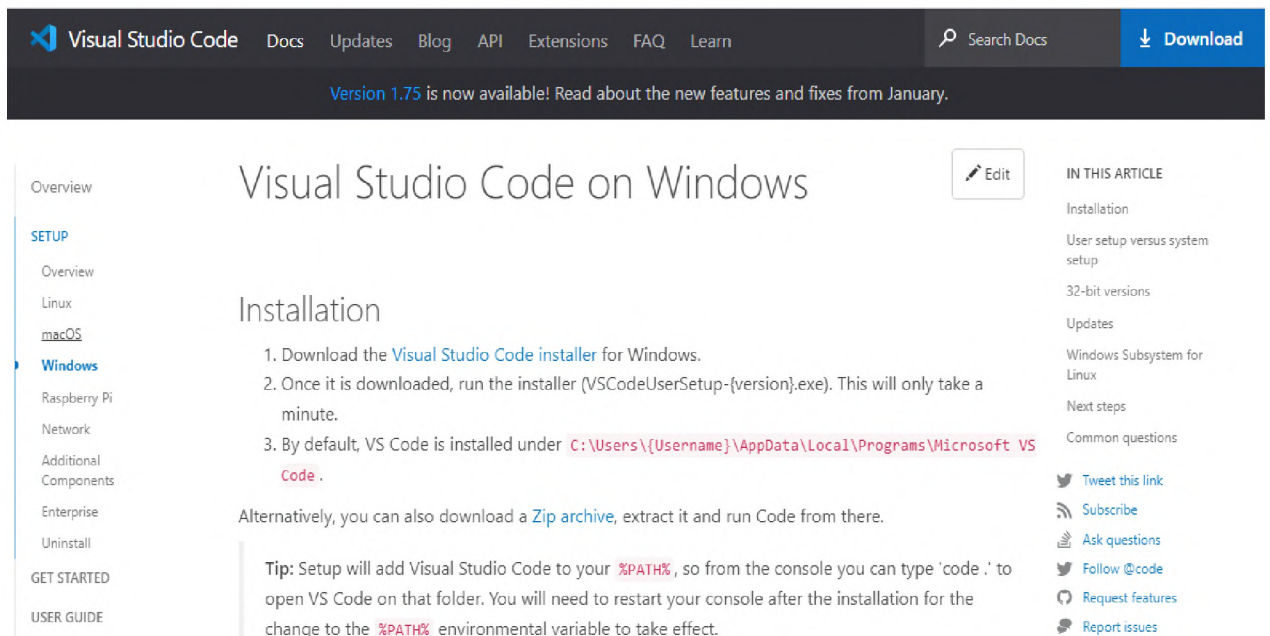 Visual Studio Code Docs Updates Blog API Extensions FAQ Learn Search Docs Download
Version 1.75 is now available! Read about the new features and fixes from January.
Overview
SETUP
Overview
Linux
macOS
Windows
Raspberry Pi
Network
Additional
Components
Enterprise
Uninstall
GET STARTED
USER GUIDE
Visual Studio Code on Windows
Edit
Installation
1. Download the Visual Studio Code installer for Windows.
2. Once it is downloaded, run the installer (VSCodeUserSetup-{version}.exe). This will only take a
minute.
3. By default, VS Code is installed under C:\Users\{Username}\AppData\Local\Programs\Microsoft VS
Code .
Alternatively, you can also download a Zip archive, extract it and run Code from there.
Tip: Setup will add Visual Studio Code to your %PATH% , so from the console you can type 'code .' to
open VS Code on that folder. You will need to restart your console after the installation for the
change to the %PATH% environmental variable to take effect.
IN THIS ARTICLE
Installation
User setup versus system
setup
32-bit versions
Updates
Windows Subsystem for
Linux
Next steps
Common questions
Tweet this link
Subscribe
Ask questions
Follow @code
Request features
Report issues